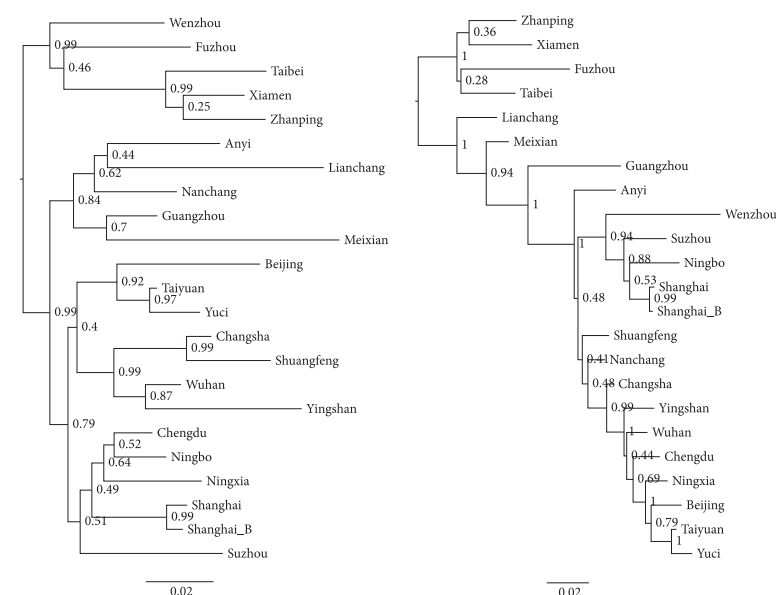 Wenzhou
0.99
Fuzhou
0.46
Taibei
0.99
Xiamen
0.25
Zhanping
Anyi
0.44
Lianchang
0.62
Nanchang
0.84
Guangzhou
0.7
Meixian
Beijing
0.92
Taiyuan
0.97
Yuci
0.99
0.4
Changsha
0.99
Shuangfeng
0.99
Wuhan
0.87
Yingshan
0.79
Chengdu
0.52
Ningbo
0.64
Ningxia
0.49
Shanghai
0.99
0.51
Shanghai_B
Suzhou
0.02
Zhanping
0.36
Xiamen
1
Fuzhou
0.28
Taibei
Lianchang
1
Meixian
0.94
Guangzhou
1
Anyi
Wenzhou
0.94
1
Suzhou
0.88
Ningbo
0.53
Shanghai
0.99
0.48
Shanghai_B
Shuangfeng
0.41
Nanchang
0.48
Changsha
0.99
Yingshan
1
Wuhan
0.44
Chengdu
0.69
Ningxia
1
Beijing
0.79
Taiyuan
1
Yuci
0.02